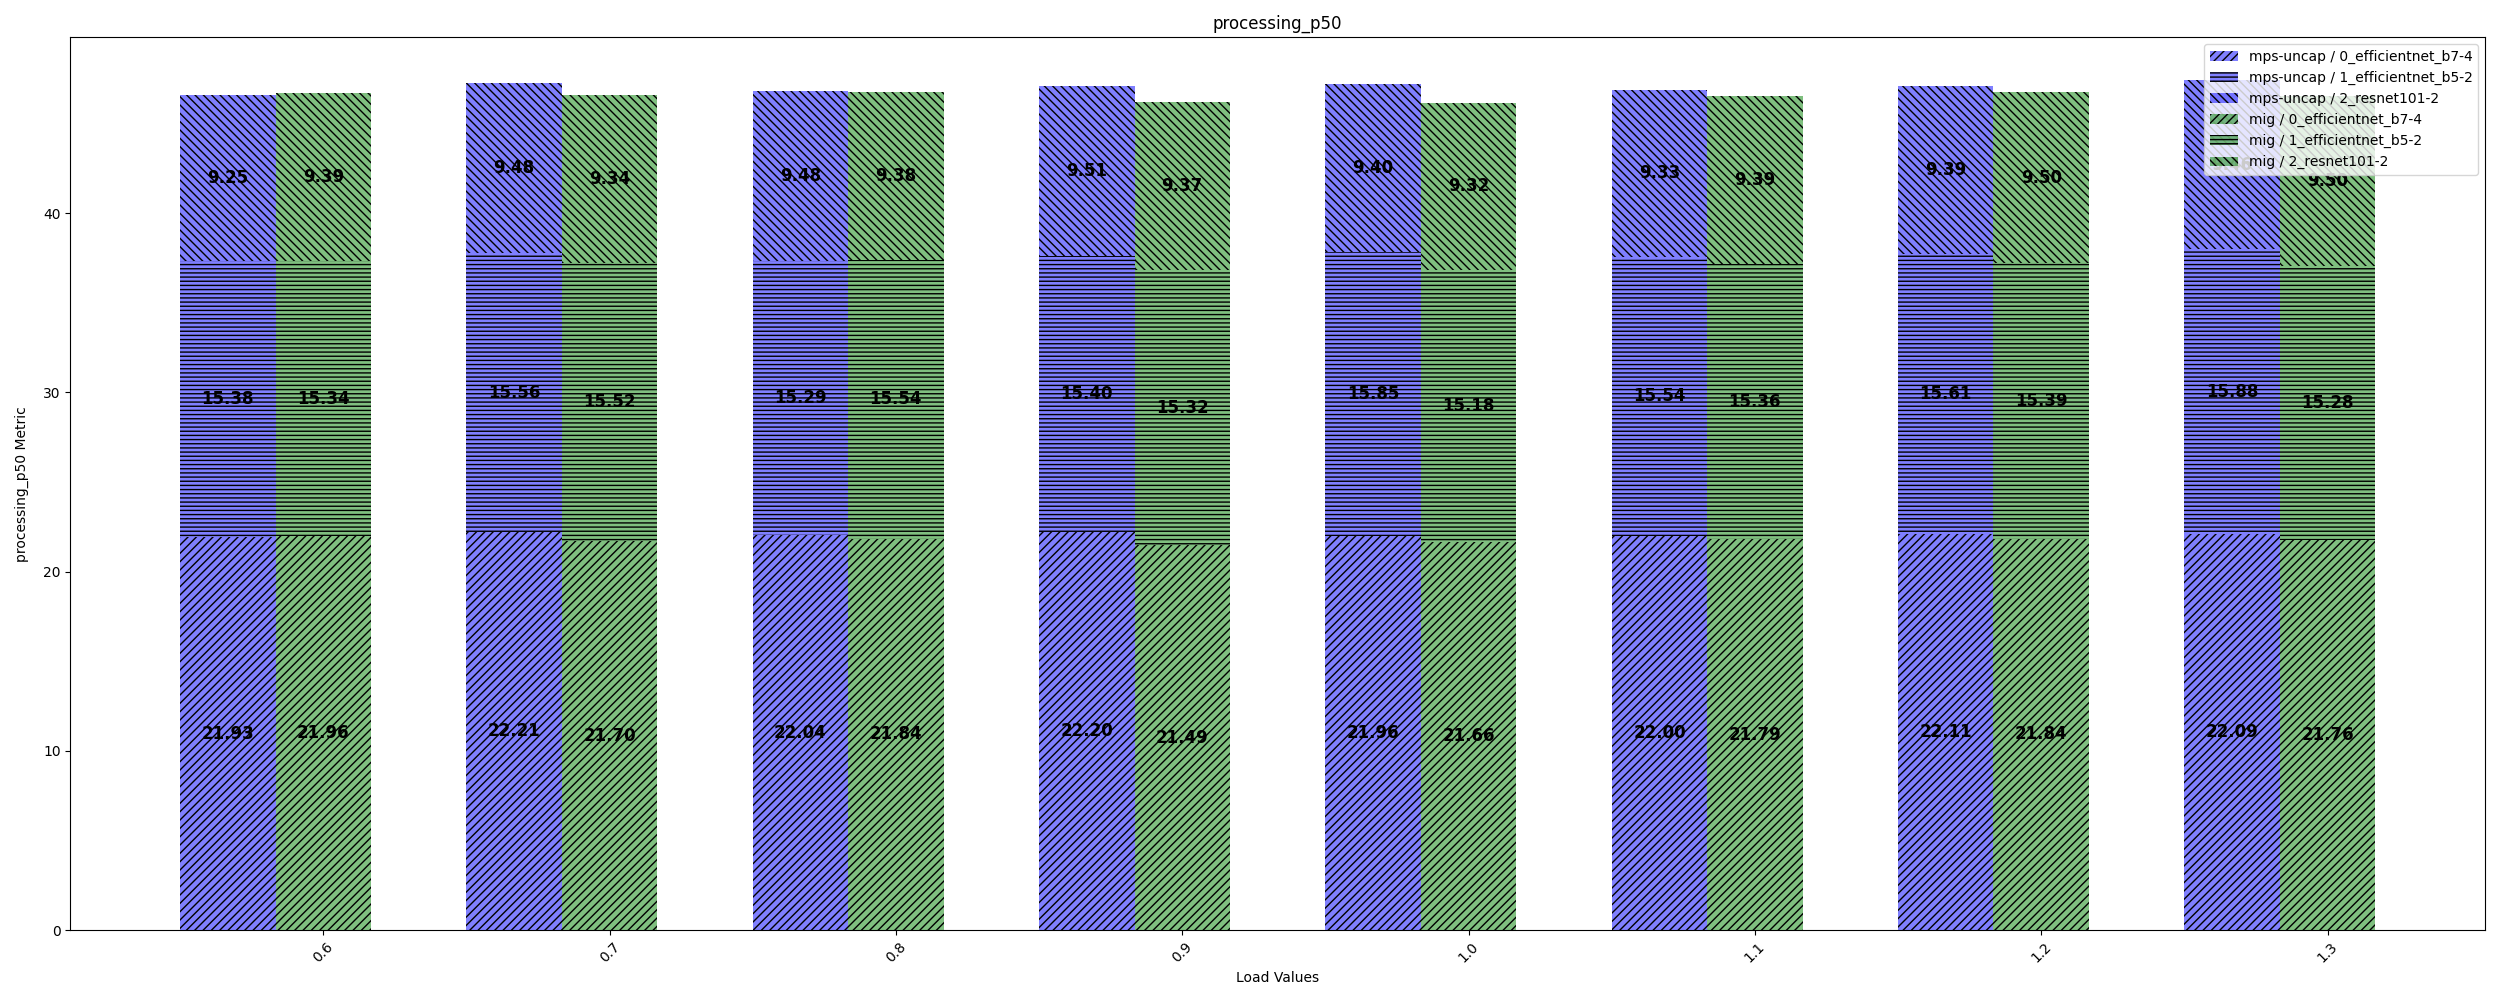 processing_p50
mps-uncap / 0_efficientnet_b7-4
mps-uncap / 1_efficientnet_b5-2
mps-uncap / 2_resnet101-2
mig / 0_efficientnet_b7-4
mig / 1_efficientnet_b5-2
mig / 2_resnet101-2
9.25 9.39 9.48 9.34 9.48 9.38 9.51 9.37 9.40 9.32 9.33 9.39 9.39 9.50 9.50
15.38 15.34 15.56 15.52 15.29 15.54 15.40 15.32 15.85 15.18 15.54 15.36 15.61 15.39 15.88 15.28
21.93 21.96 22.21 21.70 22.04 21.84 22.20 21.49 21.96 21.66 22.00 21.79 22.11 21.84 22.09 21.76
processing_p50 Metric
40
30
20
10
0
0.6 0.7 0.8 0.9 1.0 1.1 1.2 1.3
Load Values